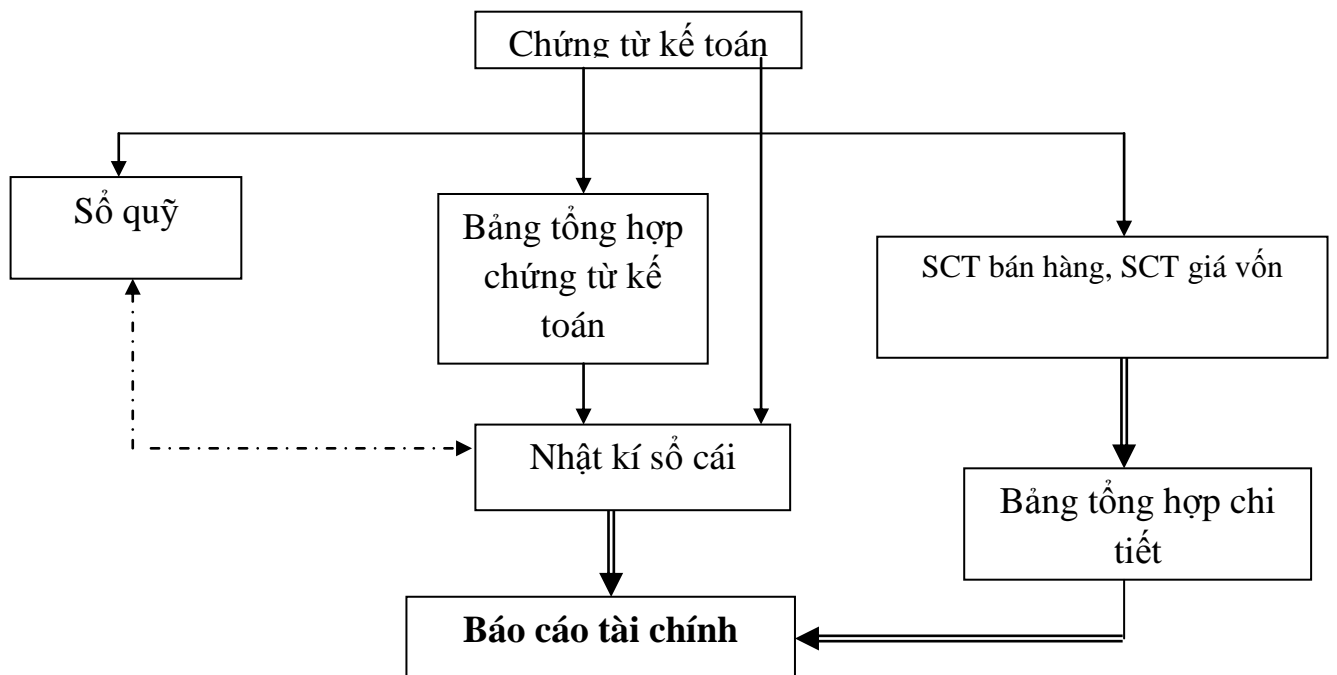 Chứng từ kế toán
Sổ quỹ
Bảng tổng hợp
chứng từ kế
toán
SCT bán hàng, SCT giá vốn
Nhật kí sổ cái
Bảng tổng hợp chi
tiết
Báo cáo tài chính